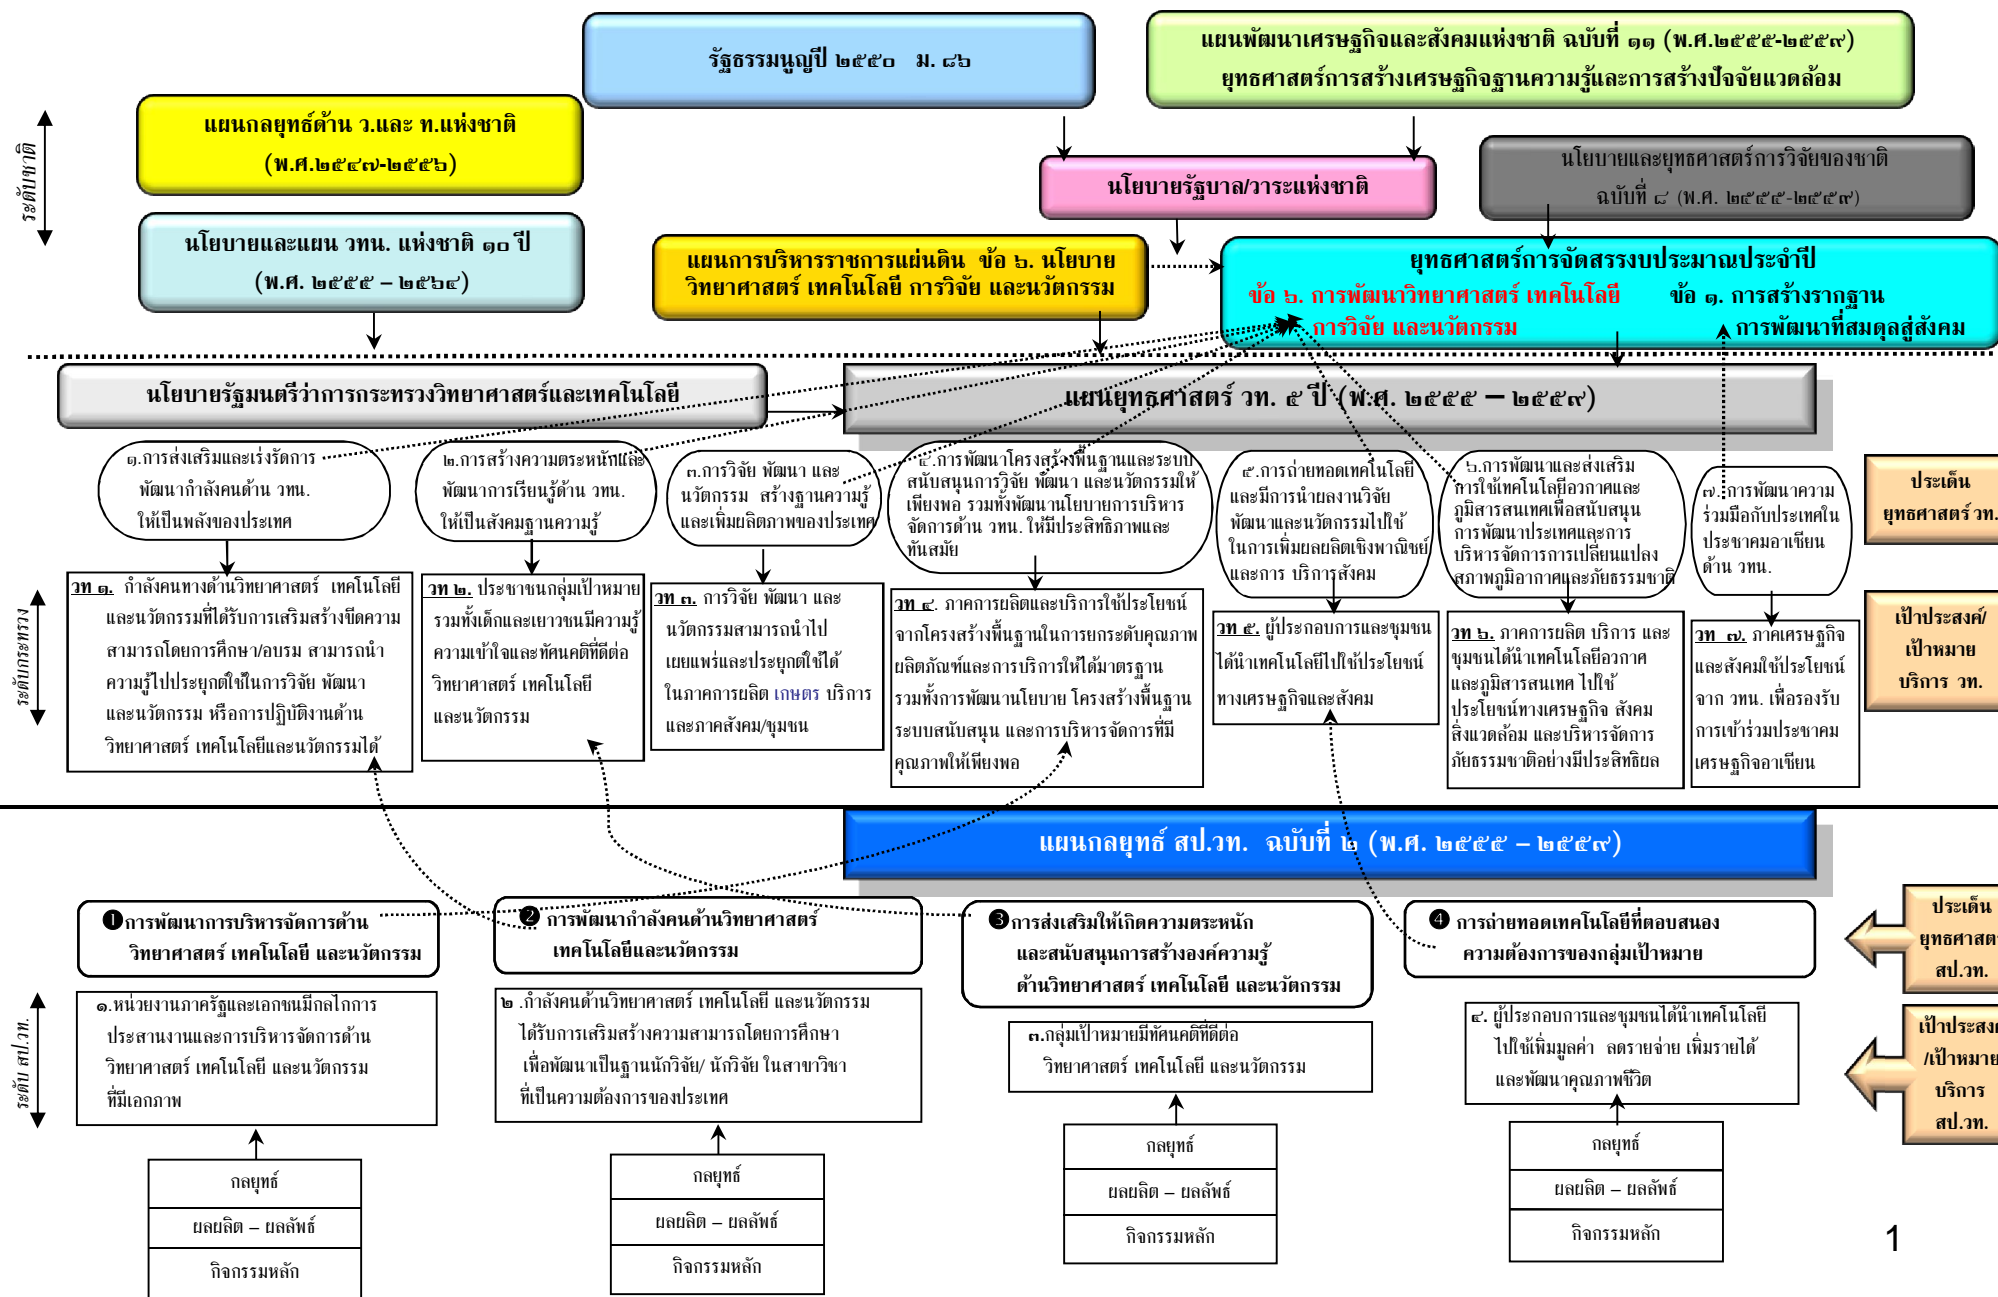 รัฐธรรมนูญปี ๒๕๕๐ ม. ๘๖
แผนพัฒนาเศรษฐกิจและสังคมแห่งชาติ ฉบับที่ ๑๑ (พ.ศ.๒๕๕๕-๒๕๕๙)
ยุทธศาสตร์การสร้างเศรษฐกิจฐานความรู้และการสร้างปัจจัยแวดล้อม
แผนกลยุทธ์ด้าน ว.และ ท.แห่งชาติ
(พ.ศ.๒๕๔๗-๒๕๕๖)
ระดับชาติ
นโยบายรัฐบาล/วาระแห่งชาติ
นโยบายและยุทธศาสตร์การวิจัยของชาติ
ฉบับที่ ๘ (พ.ศ. ๒๕๕๕-๒๕๕๙)
นโยบายและแผน วทน. แห่งชาติ ๑๐ ปี
(พ.ศ. ๒๕๕๕ – ๒๕๖๔)
แผนการบริหารราชการแผ่นดิน ข้อ ๖. นโยบาย
วิทยาศาสตร์ เทคโนโลยี การวิจัย และนวัตกรรม
ยุทธศาสตร์การจัดสรรงบประมาณประจำปี
ข้อ ๖. การพัฒนาวิทยาศาสตร์ เทคโนโลยี
การวิจัย และนวัตกรรม
ข้อ ๑. การสร้างรากฐาน
การพัฒนาที่สมดุลสู่สังคม
นโยบายรัฐมนตรีว่าการกระทรวงวิทยาศาสตร์และเทคโนโลยี
แผนยุทธศาสตร์ วท. ๕ ปี (พ.ศ. ๒๕๕๕ – ๒๕๕๙)
๑.การส่งเสริมและเร่งรัดการ
พัฒนากำลังคนด้าน วทน.
ให้เป็นพลังของประเทศ
๒.การสร้างความตระหนักและ
พัฒนาการเรียนรู้ด้าน วทน.
ให้เป็นสังคมฐานความรู้
๓.การวิจัย พัฒนา และ
นวัตกรรม สร้างฐานความรู้
และเพิ่มผลิตภาพของประเทศ
๔.การพัฒนาโครงสร้างพื้นฐานและระบบ
สนับสนุนการวิจัย พัฒนา และนวัตกรรมให้
เพียงพอ รวมทั้งพัฒนานโยบายการบริหาร
จัดการด้าน วทน. ให้มีประสิทธิภาพและ
ทันสมัย
๕.การถ่ายทอดเทคโนโลยี
และมีการนำผลงานวิจัย
พัฒนาและนวัตกรรมไปใช้
ในการเพิ่มผลผลิตเชิงพาณิชย์
และการ บริการสังคม
๖.การพัฒนาและส่งเสริม
การใช้เทคโนโลยีอวกาศและ
ภูมิสารสนเทศเพื่อสนับสนุน
การพัฒนาประเทศและการ
บริหารจัดการการเปลี่ยนแปลง
สภาพภูมิอากาศและภัยธรรมชาติ
๗. การพัฒนาความ
ร่วมมือกับประเทศใน
ประชาคมอาเซียน
ด้าน วทน.
ประเด็น
ยุทธศาสตร์ วท.
ระดับกระทรวง
วท ๑. กำลังคนทางด้านวิทยาศาสตร์ เทคโนโลยี
และนวัตกรรมที่ได้รับการเสริมสร้างขีดความ
สามารถโดยการศึกษา/อบรม สามารถนำ
ความรู้ไปประยุกต์ใช้ในการวิจัย พัฒนา
และนวัตกรรม หรือการปฏิบัติงานด้าน
วิทยาศาสตร์ เทคโนโลยีและนวัตกรรมได้
วท ๒. ประชาชนกลุ่มเป้าหมาย
รวมทั้งเด็กและเยาวชนมีความรู้
ความเข้าใจและทัศนคติที่ดีต่อ
วิทยาศาสตร์ เทคโนโลยี
และนวัตกรรม
วท ๓. การวิจัย พัฒนา และ
นวัตกรรมสามารถนำไป
เผยแพร่และประยุกต์ใช้ได้
ในภาคการผลิต เกษตร บริการ
และภาคสังคม/ชุมชน
วท ๔. ภาคการผลิตและบริการใช้ประโยชน์
จากโครงสร้างพื้นฐานในการยกระดับคุณภาพ
ผลิตภัณฑ์และการบริการให้ได้มาตรฐาน
รวมทั้งการพัฒนานโยบาย โครงสร้างพื้นฐาน
ระบบสนับสนุน และการบริหารจัดการที่มี
คุณภาพให้เพียงพอ
วท ๕. ผู้ประกอบการและชุมชน
ได้นำเทคโนโลยีไปใช้ประโยชน์
ทางเศรษฐกิจและสังคม
วท ๖. ภาคการผลิต บริการ และ
ชุมชนได้นำเทคโนโลยีอวกาศ
และภูมิสารสนเทศ ไปใช้
ประโยชน์ทางเศรษฐกิจ สังคม
สิ่งแวดล้อม และบริหารจัดการ
ภัยธรรมชาติอย่างมีประสิทธิผล
วท ๗. ภาคเศรษฐกิจ
และสังคมใช้ประโยชน์
จาก วทน. เพื่อรองรับ
การเข้าร่วมประชาคม
เศรษฐกิจอาเซียน
เป้าประสงค์/
เป้าหมาย
บริการ วท.
แผนกลยุทธ์ สป.วท. ฉบับที่ ๒ (พ.ศ. ๒๕๕๕ – ๒๕๕๙)
❶การพัฒนาการบริหารจัดการด้าน
วิทยาศาสตร์ เทคโนโลยี และนวัตกรรม
❷ การพัฒนากำลังคนด้านวิทยาศาสตร์
เทคโนโลยีและนวัตกรรม
❸การส่งเสริมให้เกิดความตระหนัก
และสนับสนุนการสร้างองค์ความรู้
ด้านวิทยาศาสตร์ เทคโนโลยี และนวัตกรรม
❹ การถ่ายทอดเทคโนโลยีที่ตอบสนอง
ความต้องการของกลุ่มเป้าหมาย
ประเด็น
ยุทธศาสตร์
สป.วท.
ระดับ สป.วท.
๑.หน่วยงานภาครัฐและเอกชนมีกลไกการ
ประสานงานและการบริหารจัดการด้าน
วิทยาศาสตร์ เทคโนโลยี และนวัตกรรม
ที่มีเอกภาพ
๒ .กำลังคนด้านวิทยาศาสตร์ เทคโนโลยี และนวัตกรรม
ได้รับการเสริมสร้างความสามารถโดยการศึกษา
เพื่อพัฒนาเป็นฐานนักวิจัย/ นักวิจัย ในสาขาวิชา
ที่เป็นความต้องการของประเทศ
๓.กลุ่มเป้าหมายมีทัศนคติที่ดีต่อ
วิทยาศาสตร์ เทคโนโลยี และนวัตกรรม
๔. ผู้ประกอบการและชุมชนได้นำเทคโนโลยี
ไปใช้เพิ่มมูลค่า ลดรายจ่าย เพิ่มรายได้
และพัฒนาคุณภาพชีวิต
เป้าประสงค์
/เป้าหมาย
บริการ
สป.วท.
กลยุทธ์
ผลผลิต – ผลลัพธ์
กิจกรรมหลัก
กลยุทธ์
ผลผลิต – ผลลัพธ์
กิจกรรมหลัก
กลยุทธ์
ผลผลิต – ผลลัพธ์
กิจกรรมหลัก
กลยุทธ์
ผลผลิต – ผลลัพธ์
กิจกรรมหลัก
1